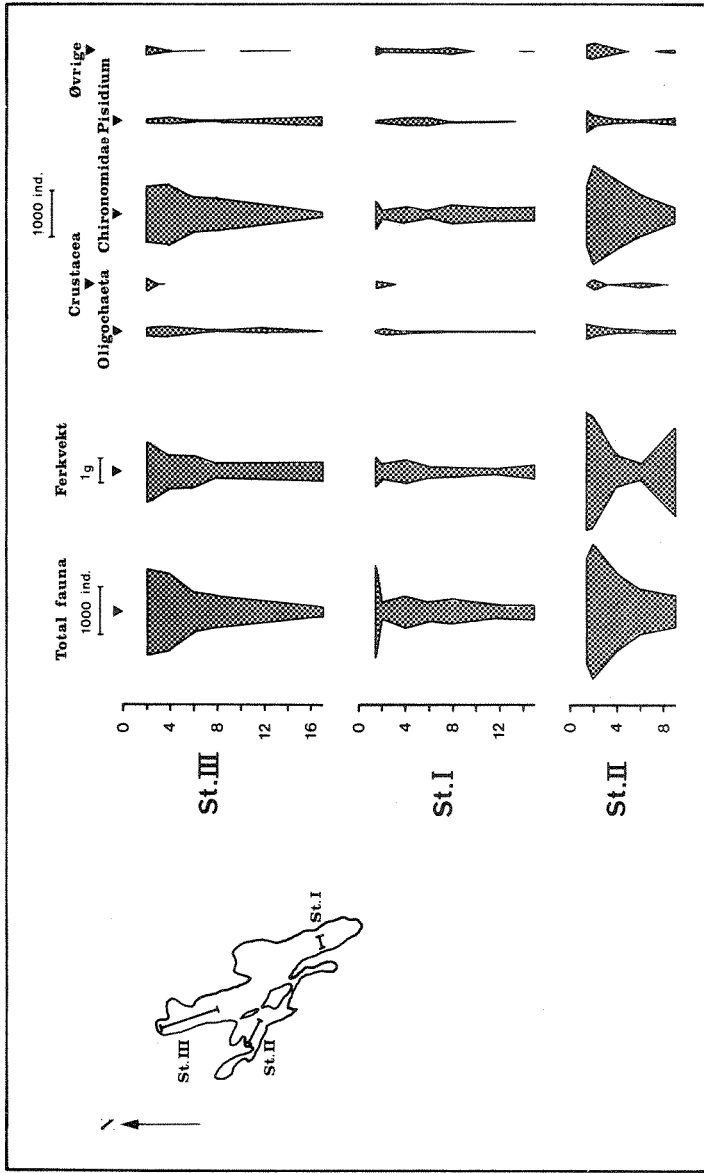 Total fauna
1000 ind.
Ferkvekt
1g
Oligochaeta
Crustacea
Chironomidae
1000 ind.
Pisidium
Øvrige
St.III
0
4
8
12
16
St.I
0
4
8
12
St.II
0
4
8
St.III
St.II
St.I